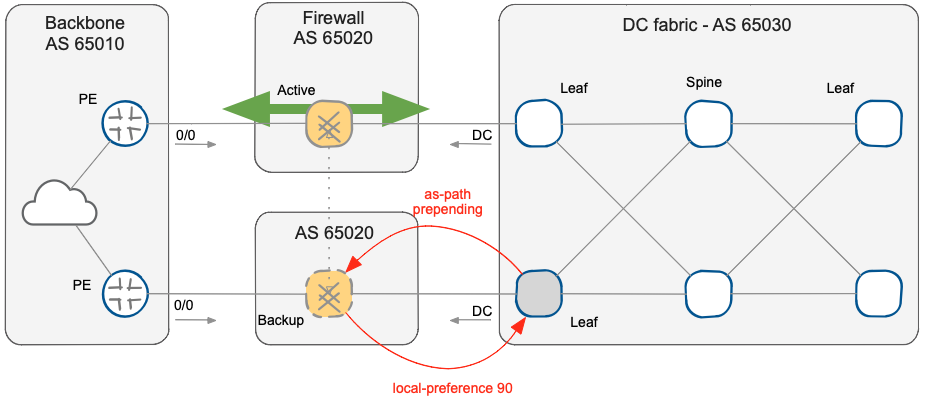 Backbone
AS 65010
Firewall
AS 65020
DC fabric - AS 65030
Active
PE
Leaf
Spine
Leaf
0/0
DC
as-path
prepending
AS 65020
PE
0/0
DC
Backup
Leaf
local-preference 90